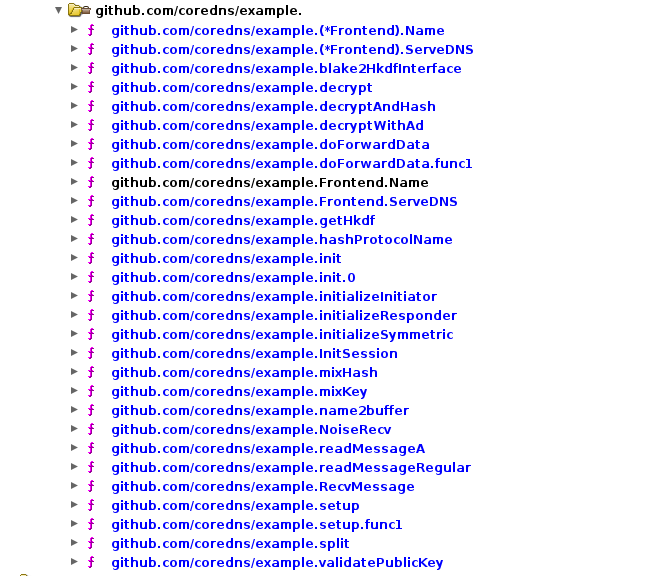 github.com/coredns/example.
github.com/coredns/example.(*Frontend).Name
github.com/coredns/example.(*Frontend).ServeDNS
github.com/coredns/example.blake2HkdfInterface
github.com/coredns/example.decrypt
github.com/coredns/example.decryptAndHash
github.com/coredns/example.decryptWithAd
github.com/coredns/example.doForwardData
github.com/coredns/example.doForwardData.func1
github.com/coredns/example.Frontend.Name
github.com/coredns/example.Frontend.ServeDNS
github.com/coredns/example.getHkdf
github.com/coredns/example.hashProtocolName
github.com/coredns/example.init
github.com/coredns/example.init.0
github.com/coredns/example.initializeInitiator
github.com/coredns/example.initializeResponder
github.com/coredns/example.initializeSymmetric
github.com/coredns/example.InitSession
github.com/coredns/example.mixHash
github.com/coredns/example.mixKey
github.com/coredns/example.name2buffer
github.com/coredns/example.NoiseRecv
github.com/coredns/example.readMessageA
github.com/coredns/example.readMessageRegular
github.com/coredns/example.RecvMessage
github.com/coredns/example.setup
github.com/coredns/example.setup.func1
github.com/coredns/example.split
github.com/coredns/example.validatePublicKey